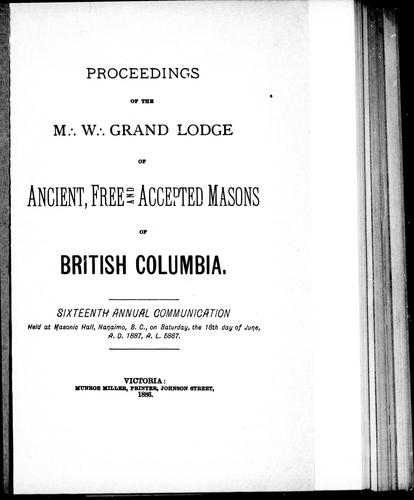 PROCEEDINGS
OF THE
M∴ W∴ GRAND LODGE
OF
ANCIENT, FREE AND ACCEPTED MASONS
OF
BRITISH COLUMBIA.
SIXTEENTH ANNUAL COMMUNICATION
Held at Masonic Hall, Nanaimo, B. C., on Saturday, the 18th day of June,
A. D. 1887, A. L. 5887.
VICTORIA:
MUNROE MILLER, PRINTER, JOHNSON STREET,
1886.